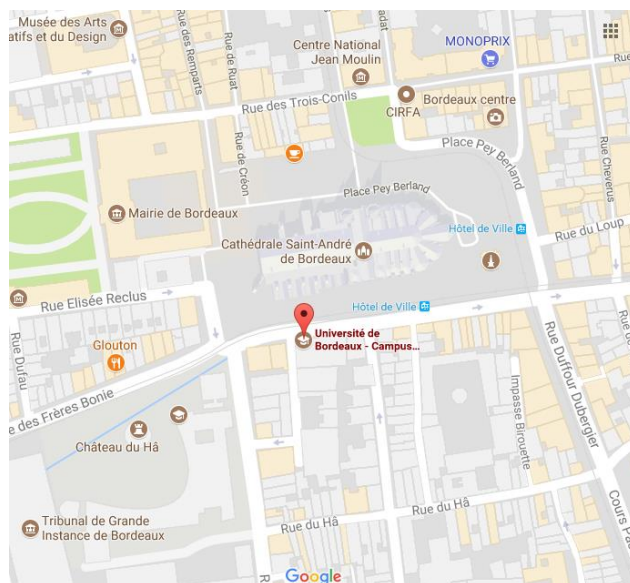 Musée des Arts
atifs et du Design
Rue des Remparts
Rue de Ruat
adat
Centre National
Jean Moulin
MONOPRIX
Rue
Rue des Trois-Conils
CIRFA
Bordeaux centre
Rue de Créon
Place Pey Berland
Rue Cheverus
Place Pey Berland
Mairie de Bordeaux
Cathédrale Saint-André
de Bordeaux
Hôtel de Ville
Rue du Loup
Rue Elisée Reclus
Hôtel de Ville
Université de
Bordeaux - Campus...
Rue Dufau
Glouton
Rue Duffour Dubergier
Impasse Birouette
e des Frères Bonie
Château du Hâ
Rue du Hâ
Tribunal de Grande
Instance de Bordeaux
Rue du Hâ
Cours Pa
R
Google